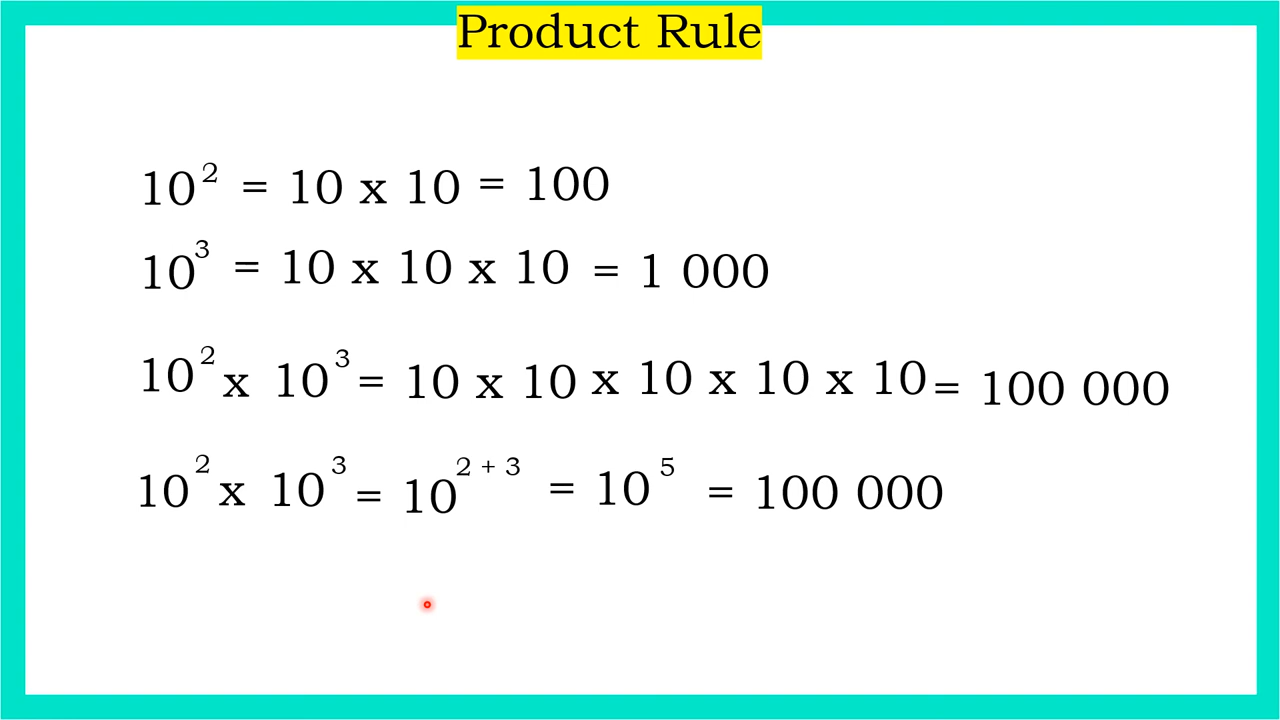 Product Rule
10² = 10 x 10 = 100
10³ = 10 x 10 x 10 = 1 000
10² x 10³ = 10 x 10 x 10 x 10 x 10 = 100 000
10² x 10³ = 10²⁺³ = 10⁵ = 100 000